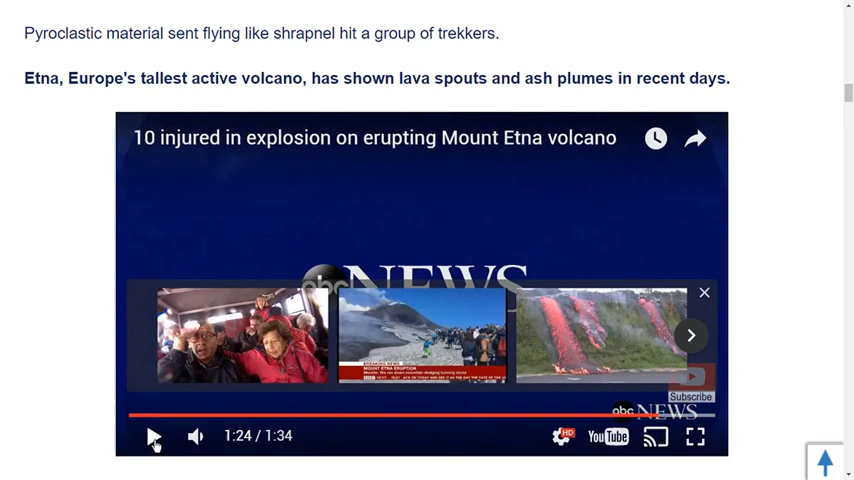 Pyroclastic material sent flying like shrapnel hit a group of trekkers.
Etna, Europe's tallest active volcano, has shown lava spouts and ash plumes in recent days.
10 injured in explosion on erupting Mount Etna volcano
abc NEWS
BREAKING NEWS
MOUNT ETNA ERUPTION
Subscribe
abc NEWS
1:24 / 1:34
HD
YouTube